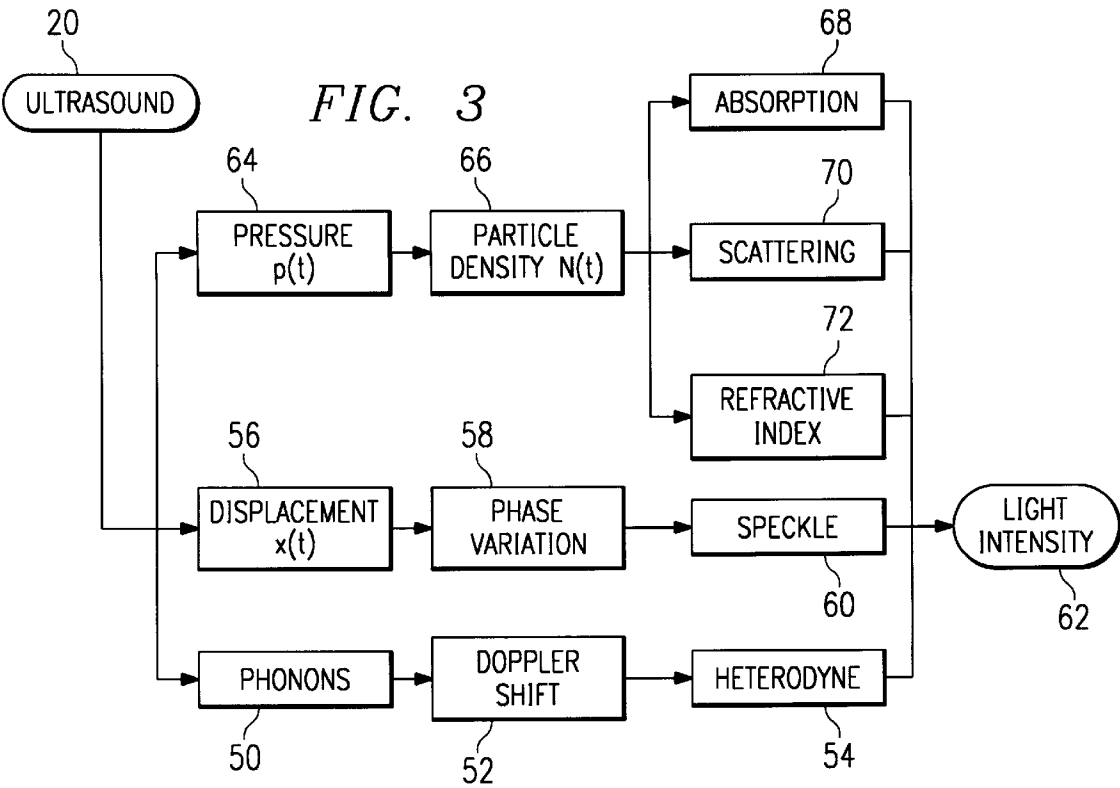 20
ULTRASOUND
FIG. 3
68
ABSORPTION
64
PRESSURE
p(t)
66
PARTICLE
DENSITY N(t)
70
SCATTERING
72
REFRACTIVE
INDEX
56
DISPLACEMENT
x(t)
58
PHASE
VARIATION
SPECKLE
60
LIGHT
INTENSITY
62
PHONONS
50
DOPPLER
SHIFT
52
HETERODYNE
54